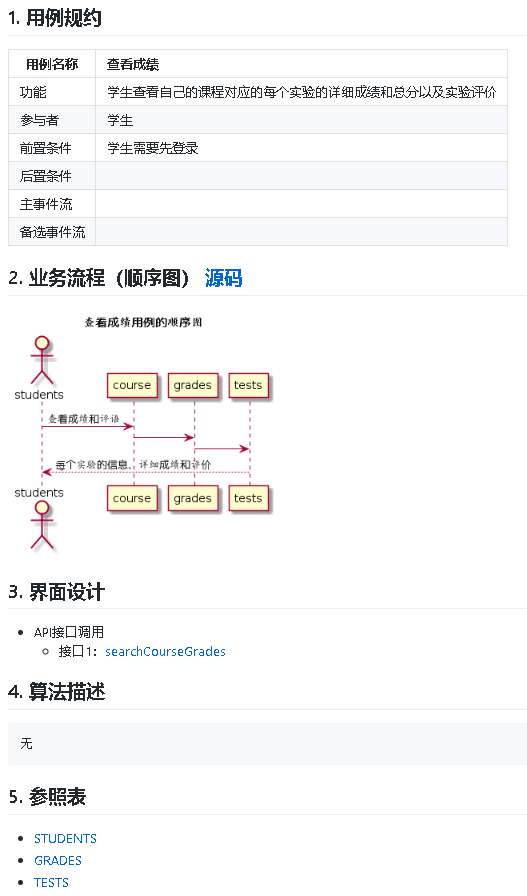 1. 用例规约
用例名称 查看成绩
功能 学生查看自己的课程对应的每个实验的详细成绩和总分以及实验评价
参与者 学生
前置条件 学生需要先登录
后置条件
主事件流
备选事件流
2. 业务流程（顺序图） 源码
查看成绩用例的顺序图
students
course grades tests
查看成绩和评语
每个实验的信息、详细成绩和评价
students
course grades tests
3. 界面设计
API接口调用
接口1：searchCourseGrades
4. 算法描述
无
5. 参照表
STUDENTS
GRADES
TESTS